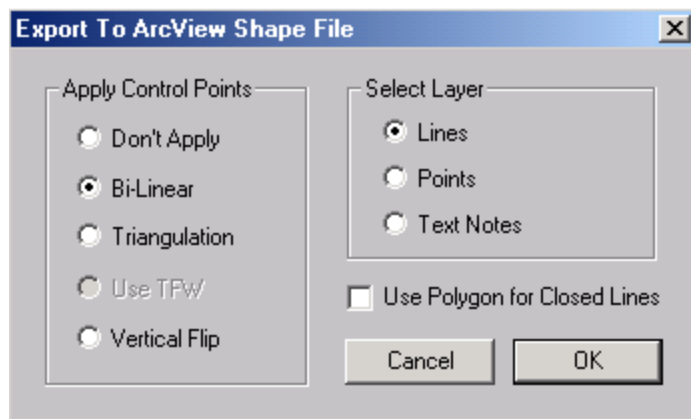 Export To ArcView Shape File
Apply Control Points
Don't Apply
Bi-Linear
Triangulation
Use TFW
Vertical Flip
Select Layer
Lines
Points
Text Notes
Use Polygon for Closed Lines
Cancel
OK